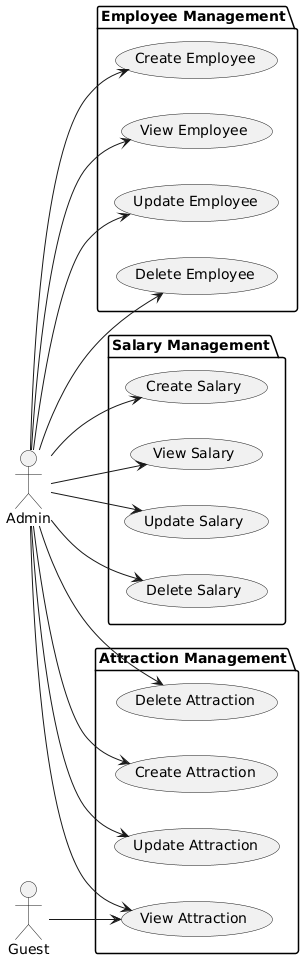 Employee Management
Create Employee
View Employee
Update Employee
Delete Employee
Salary Management
Create Salary
View Salary
Update Salary
Delete Salary
Admin
Attraction Management
Delete Attraction
Create Attraction
Update Attraction
View Attraction
Guest